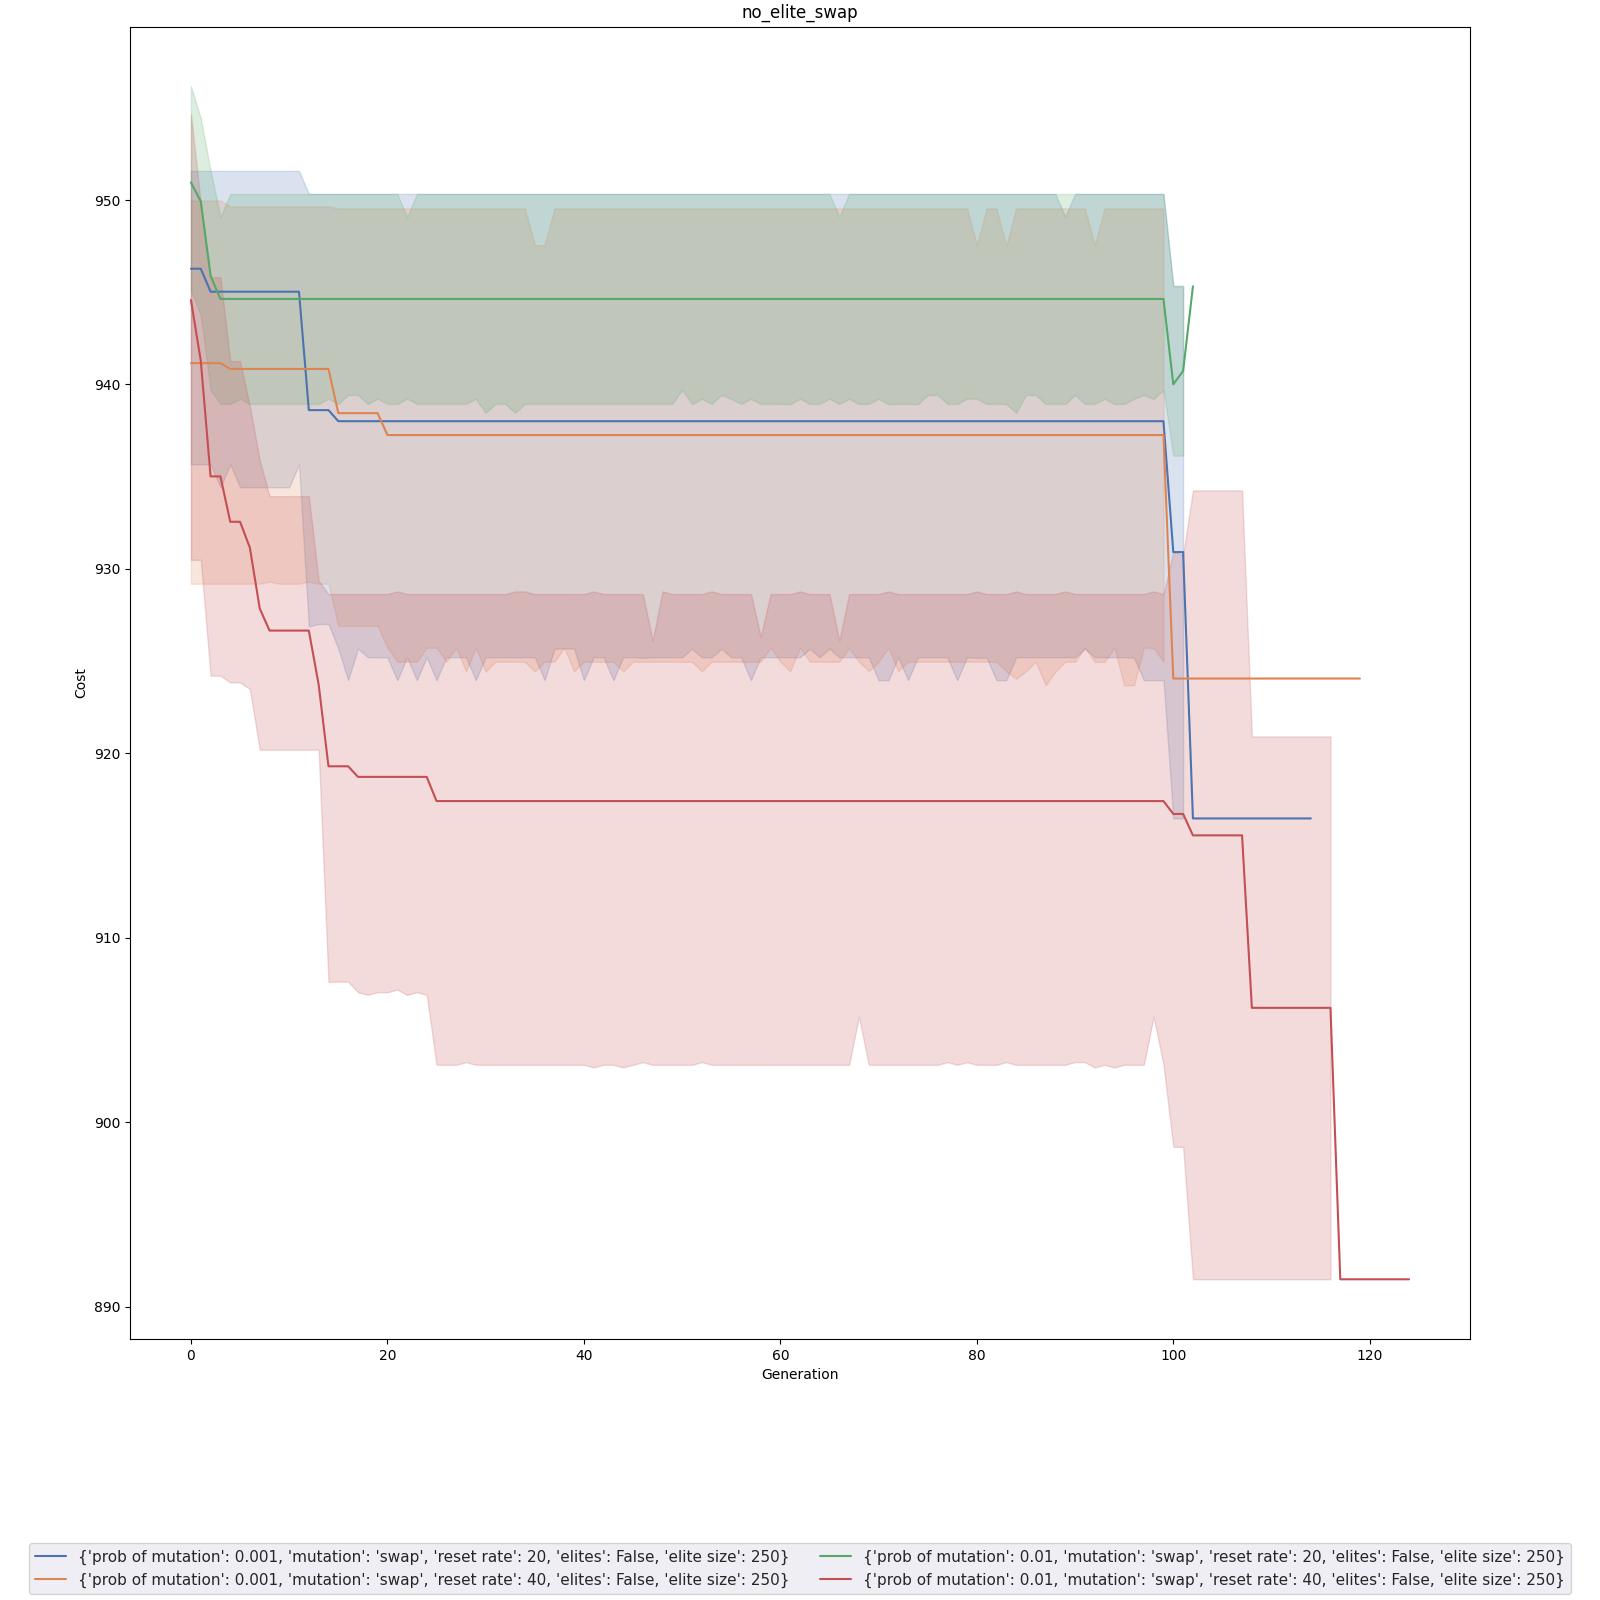 no_elite_swap
950
940
930
920
910
900
890
Cost
0 20 40 60 80 100 120
Generation
{'prob of mutation': 0.001, 'mutation': 'swap', 'reset rate': 20, 'elites': False, 'elite size': 250}
{'prob of mutation': 0.001, 'mutation': 'swap', 'reset rate': 40, 'elites': False, 'elite size': 250}
{'prob of mutation': 0.01, 'mutation': 'swap', 'reset rate': 20, 'elites': False, 'elite size': 250}
{'prob of mutation': 0.01, 'mutation': 'swap', 'reset rate': 40, 'elites': False, 'elite size': 250}